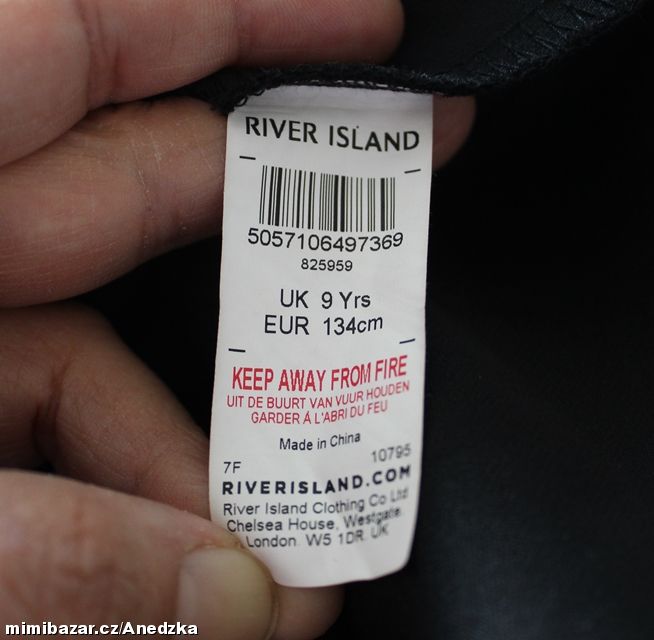 RIVER ISLAND
5057106497369
825959
UK 9 Yrs
EUR 134cm
KEEP AWAY FROM FIRE
UIT DE BUURT VAN VUUR HOUDEN
GARDER Á L'ABRI DU FEU
Made in China
7F 10795
RIVERISLAND.COM
River Island Clothing Co Ltd
Chelsea House, Westgate
London. W5 1DR. UK
mimibazar.cz/Anedzka